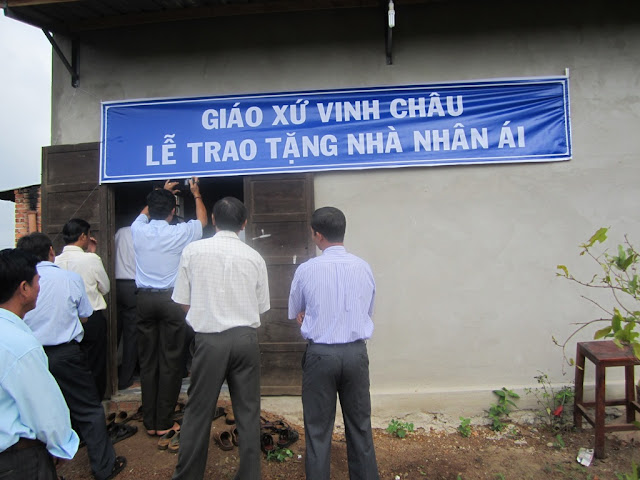 GIÁO XỨ VINH CHÂU
LỄ TRAO TẶNG NHÀ NHÂN ÁI